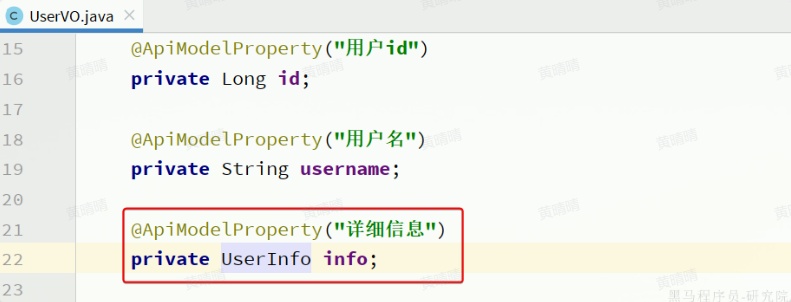 UserVO.java
15 @ApiModelProperty("用户id")
16 private Long id;
17
18 @ApiModelProperty("用户名")
19 private String username;
20
21 @ApiModelProperty("详细信息")
22 private UserInfo info;
23
黑马程序员-研究院